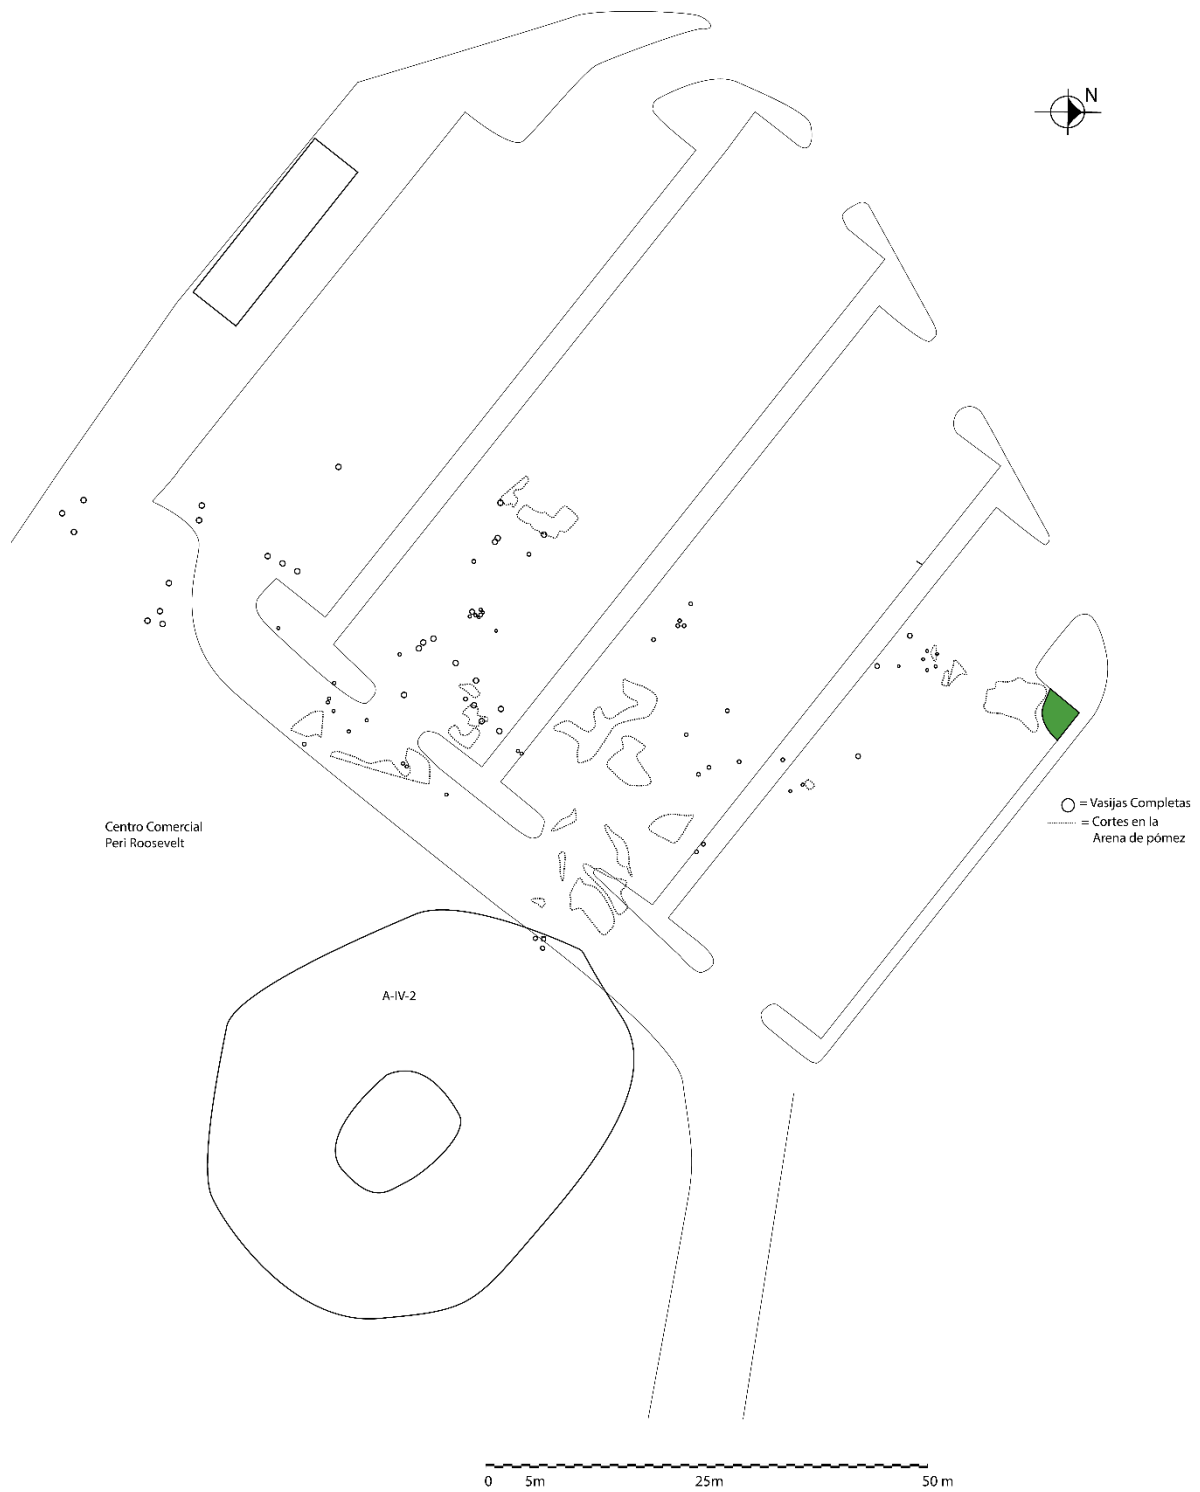 N
= Vasijas Completas
= Cortes en la
Arena de pómez
Centro Comercial
Peri Roosevelt
A-IV-2
0 5m 25m 50 m